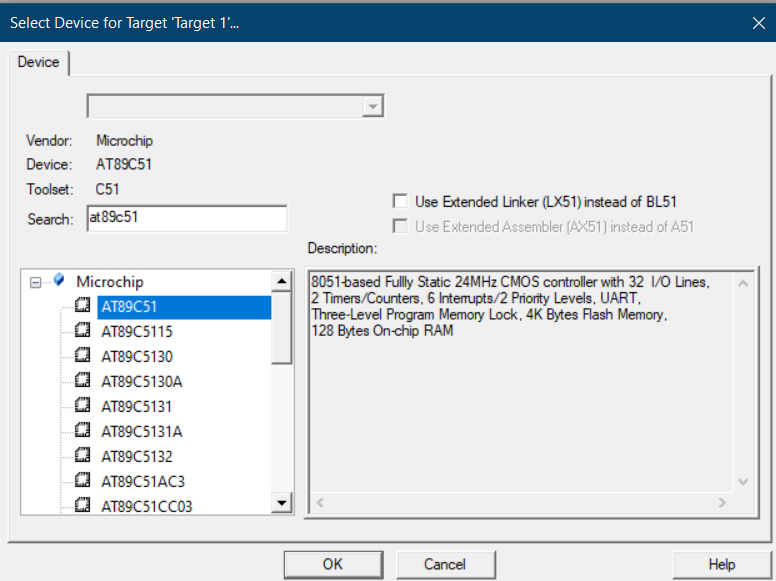 Select Device for Target 'Target 1'...
Device
Vendor: Microchip
Device: AT89C51
Toolset: C51
Search: at89c51
Use Extended Linker (LX51) instead of BL51
Use Extended Assembler (AX51) instead of A51
Description:
Microchip
AT89C51
AT89C5115
AT89C5130
AT89C5130A
AT89C5131
AT89C5131A
AT89C5132
AT89C51AC3
AT89C51CC03
8051-based Fullly Static 24MHz CMOS controller with 32 I/O Lines,
2 Timers/Counters, 6 Interrupts/2 Priority Levels, UART,
Three-Level Program Memory Lock, 4K Bytes Flash Memory,
128 Bytes On-chip RAM
OK
Cancel
Help